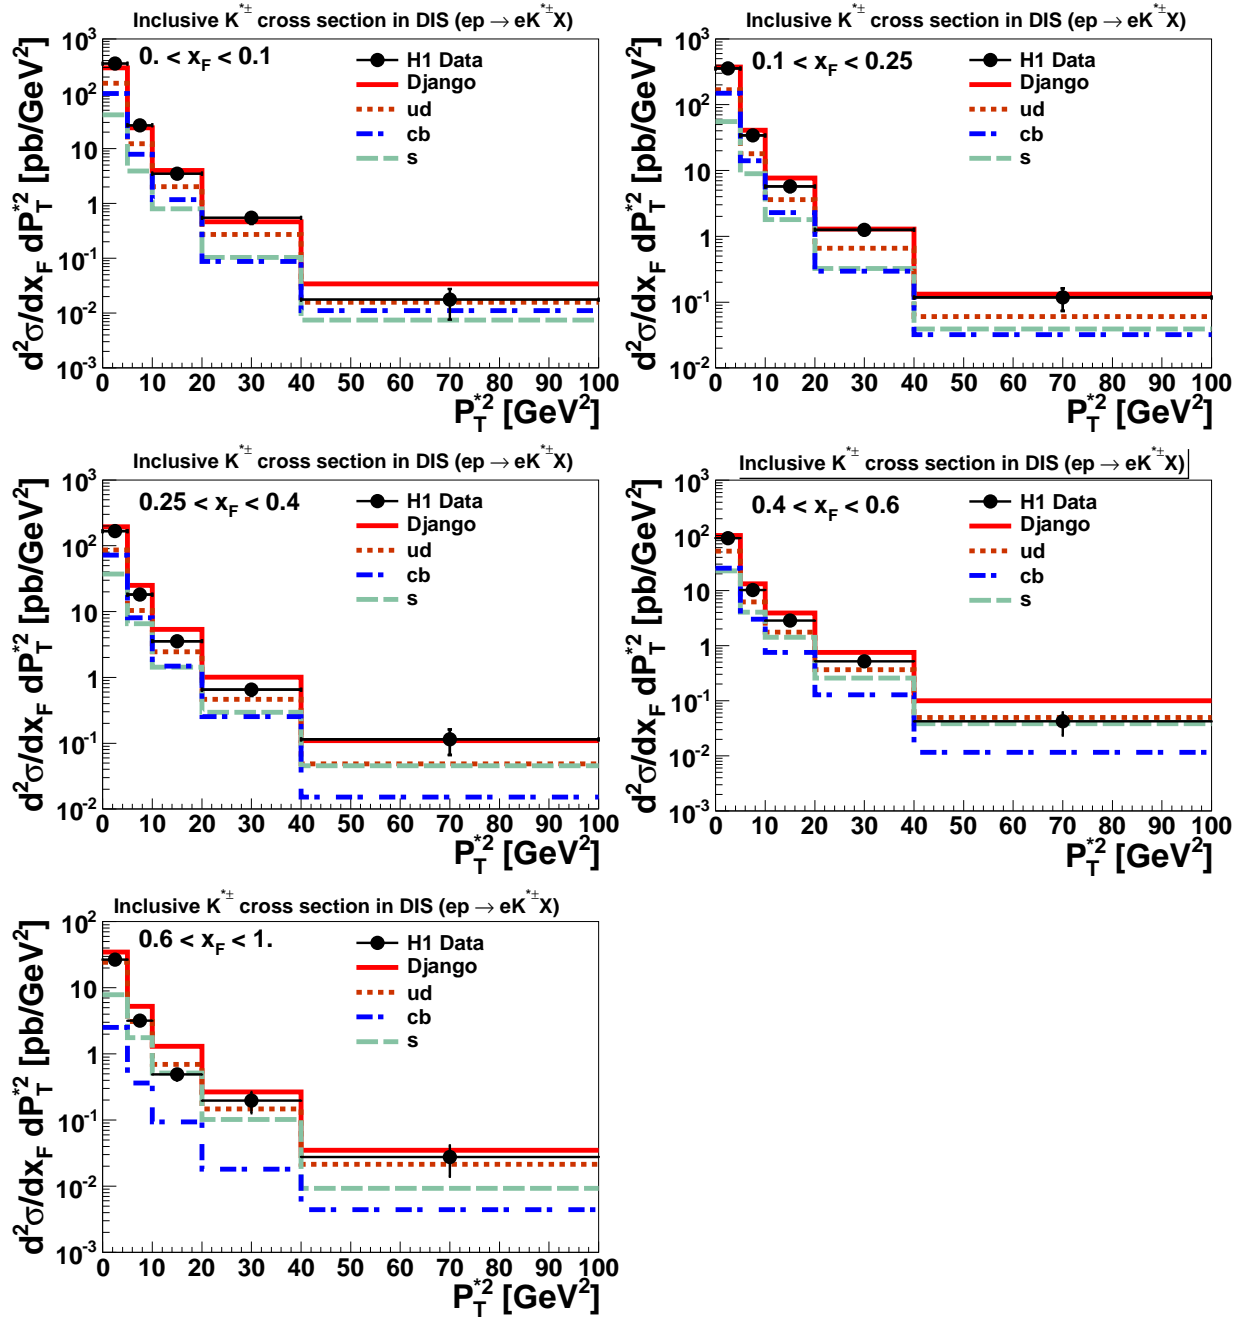 Inclusive K*± cross section in DIS (ep → eK*±X)
d²σ/dx_F dP_T*² [pb/GeV²]
0. < x_F < 0.1
H1 Data
Django
ud
cb
s
10³
10²
10
1
10⁻¹
10⁻²
10⁻³
0 10 20 30 40 50 60 70 80 90 100
P_T*² [GeV²]
Inclusive K*± cross section in DIS (ep → eK*±X)
d²σ/dx_F dP_T*² [pb/GeV²]
0.1 < x_F < 0.25
H1 Data
Django
ud
cb
s
10³
10²
10
1
10⁻¹
10⁻²
0 10 20 30 40 50 60 70 80 90 100
P_T*² [GeV²]
Inclusive K*± cross section in DIS (ep → eK*±X)
d²σ/dx_F dP_T*² [pb/GeV²]
0.25 < x_F < 0.4
H1 Data
Django
ud
cb
s
10³
10²
10
1
10⁻¹
10⁻²
0 10 20 30 40 50 60 70 80 90 100
P_T*² [GeV²]
Inclusive K*± cross section in DIS (ep → eK*±X)
d²σ/dx_F dP_T*² [pb/GeV²]
0.4 < x_F < 0.6
H1 Data
Django
ud
cb
s
10³
10²
10
1
10⁻¹
10⁻²
10⁻³
0 10 20 30 40 50 60 70 80 90 100
P_T*² [GeV²]
Inclusive K*± cross section in DIS (ep → eK*±X)
d²σ/dx_F dP_T*² [pb/GeV²]
0.6 < x_F < 1.
H1 Data
Django
ud
cb
s
10²
10
1
10⁻¹
10⁻²
10⁻³
0 10 20 30 40 50 60 70 80 90 100
P_T*² [GeV²]